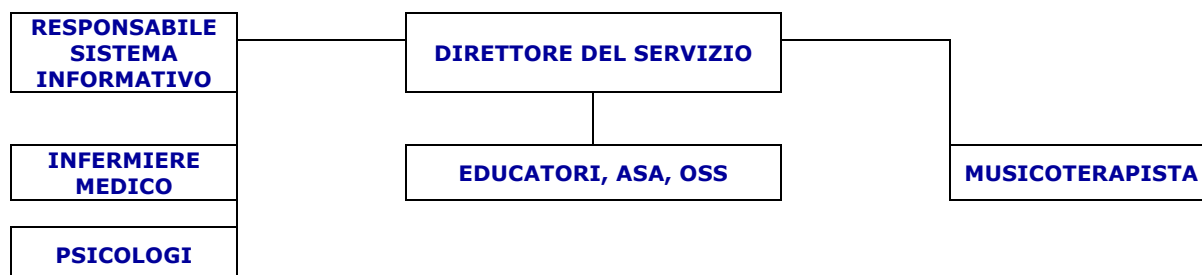 RESPONSABILE
SISTEMA
INFORMATIVO
DIRETTORE DEL SERVIZIO
INFERMIERE
MEDICO
EDUCATORI, ASA, OSS
MUSICOTERAPISTA
PSICOLOGI